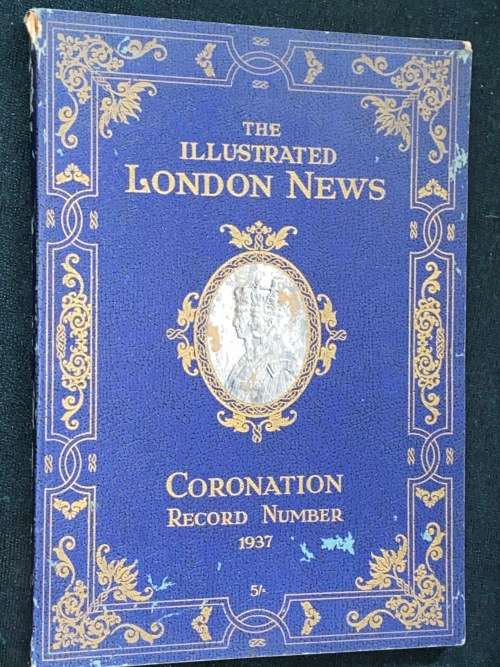 THE
ILLUSTRATED
LONDON NEWS
CORONATION
RECORD NUMBER
1937
5/-